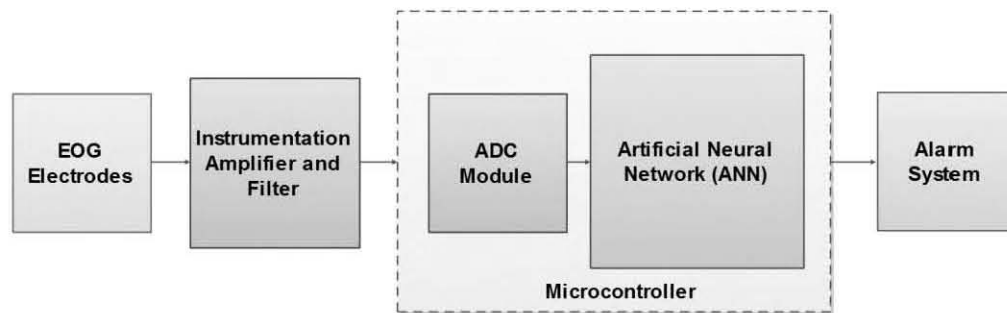 EOG
Electrodes
Instrumentation
Amplifier and
Filter
ADC
Module
Artificial Neural
Network (ANN)
Microcontroller
Alarm
System